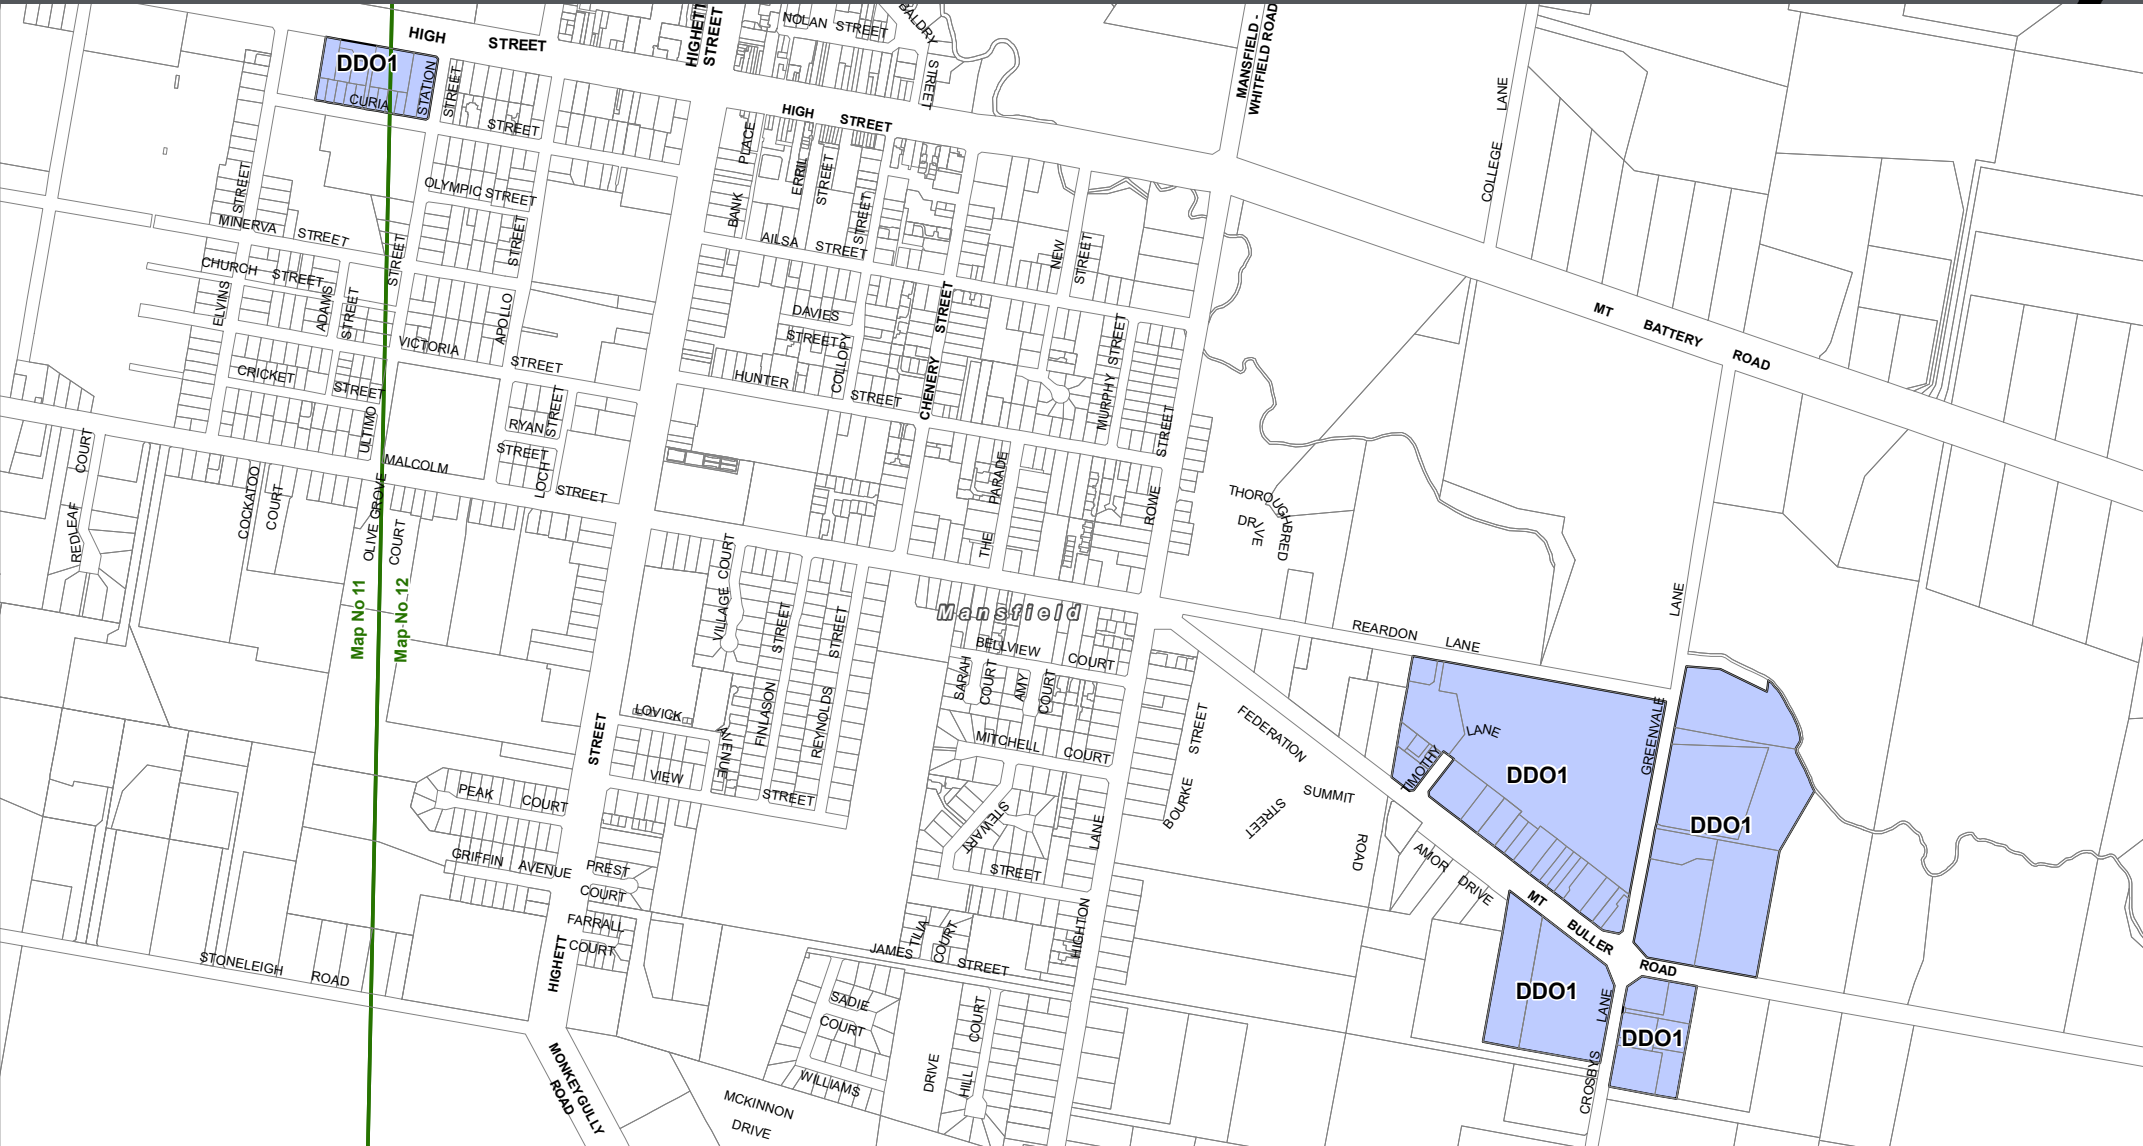 HIGH STREET
HIGHETT STREET
NOLAN STREET
BALDRY STREET
MANSFIELD - WHITFIELD ROAD
COLLEGE LANE
DDO1
CURIA STREET
STATION STREET
HIGH STREET
BANK PLACE
ERRIL STREET
OLYMPIC STREET
STREET
MINERVA STREET
AILSA STREET
NEW STREET
CHURCH STREET
ELVINS
ADAMS STREET
STREET
APOLLO STREET
DAVIES STREET
COLLOPY STREET
CHENERY STREET
MURPHY STREET
MT BATTERY ROAD
VICTORIA STREET
CRICKET STREET
HUNTER STREET
ULTIMO
RYAN STREET
LOCHT STREET
MALCOLM STREET
REDLEAF COURT
COCKATOO COURT
OLIVE GROVE COURT
THE PARADE
ROWE STREET
THOROUGHBRED DRIVE
Map No 11
Map No 12
VILLAGE COURT
FINLASON STREET
REYNOLDS STREET
Mansfield
BELLVIEW COURT
SARAH COURT
AMY COURT
REARDON LANE
GREENVALE LANE
LOVICK AVENUE
MITCHELL COURT
BOURKE STREET
FEDERATION STREET
TIMOTHY LANE
DDO1
DDO1
VIEW STREET
PEAK COURT
SUMMIT ROAD
STEWART STREET
HIGHTON LANE
AMOR DRIVE
GRIFFIN AVENUE
PREST COURT
FARRALL COURT
HIGHETT STREET
TILIA COURT
JAMES STREET
MT BULLER ROAD
STONELEIGH ROAD
DDO1
DDO1
CROSBYS LANE
SADIE COURT
HILL COURT
DRIVE
WILLIAMS
MONKEYGULLY ROAD
MCKINNON DRIVE